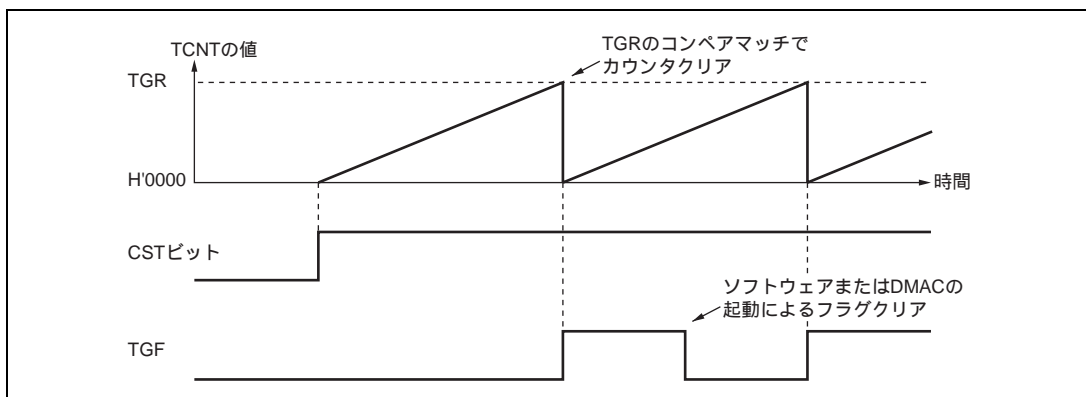 TCNTの値
TGRのコンペアマッチで
カウンタクリア
TGR
H'0000
時間
CSTビット
ソフトウェアまたはDMACの
起動によるフラグクリア
TGF